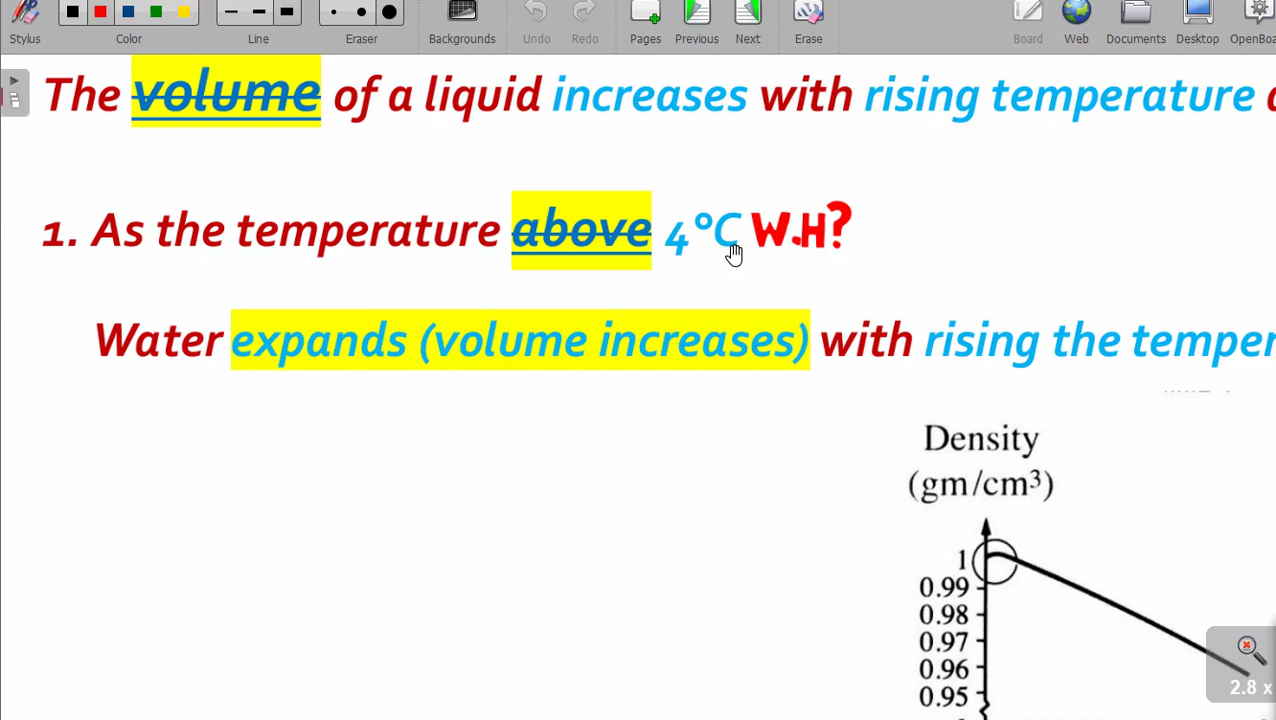 Stylus Color Line Eraser Backgrounds Undo Redo Pages Previous Next Erase Board Web Documents Desktop OpenBoa
The volume of a liquid increases with rising temperature a
1. As the temperature above 4°C W.H?
Water expands (volume increases) with rising the temper
Density
(gm/cm³)
1
0.99
0.98
0.97
0.96
0.95
2.8 x